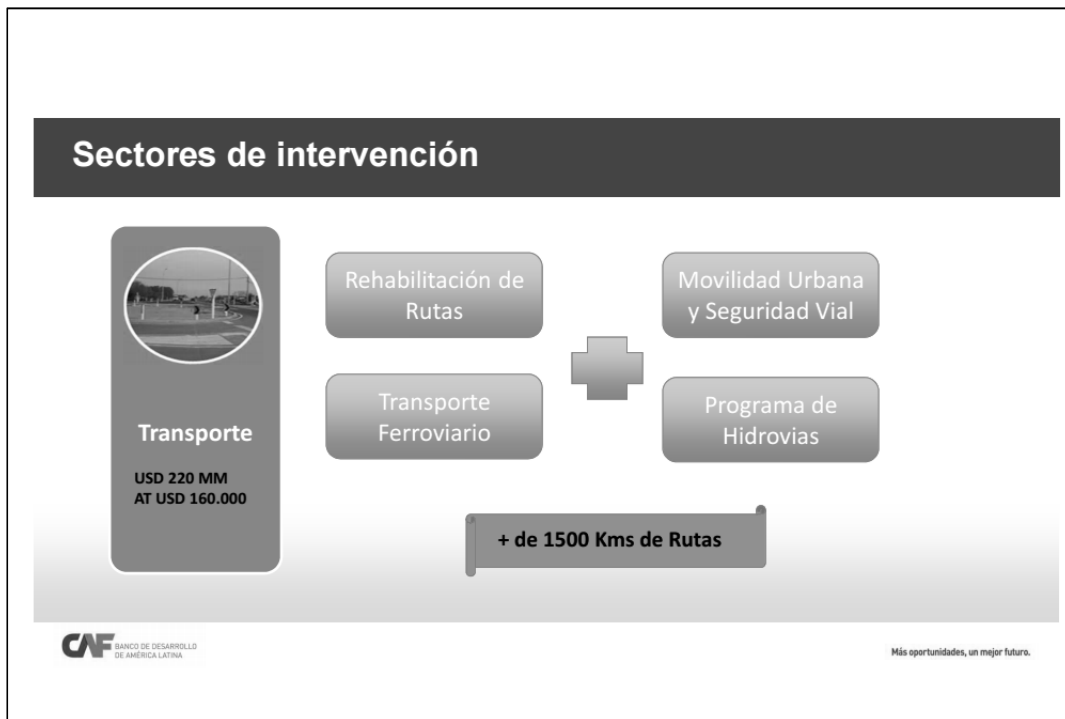 Sectores de intervención
Transporte
USD 220 MM
AT USD 160.000
Rehabilitación de
Rutas
Movilidad Urbana
y Seguridad Vial
Transporte
Ferroviario
Programa de
Hidrovias
+ de 1500 Kms de Rutas
CAF BANCO DE DESARROLLO
DE AMÉRICA LATINA
Más oportunidades, un mejor futuro.